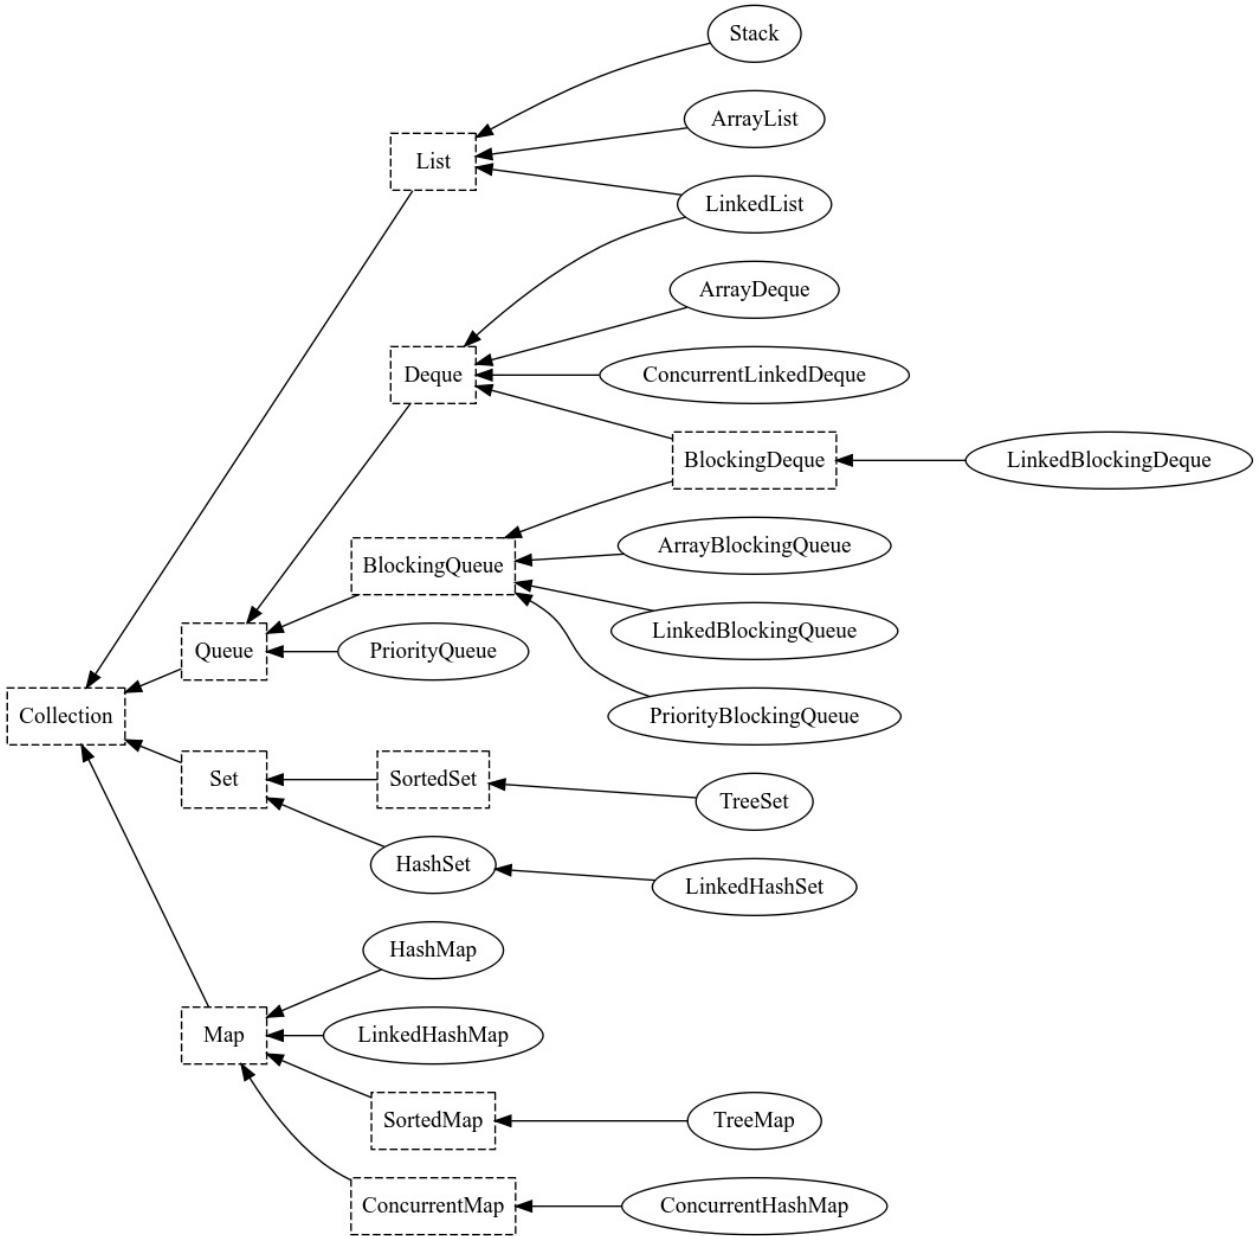 Stack
ArrayList
List
LinkedList
ArrayDeque
Deque
ConcurrentLinkedDeque
BlockingDeque
LinkedBlockingDeque
ArrayBlockingQueue
BlockingQueue
LinkedBlockingQueue
Queue
PriorityQueue
Collection
PriorityBlockingQueue
Set
SortedSet
TreeSet
HashSet
LinkedHashSet
HashMap
Map
LinkedHashMap
SortedMap
TreeMap
ConcurrentMap
ConcurrentHashMap